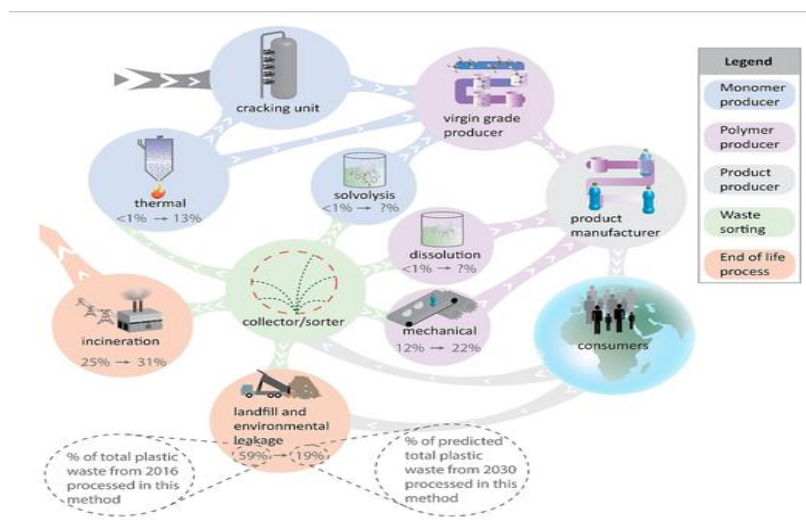 cracking unit
virgin grade
producer
thermal
<1% → 13%
solvolysis
<1% → ?%
dissolution
<1% → ?%
product
manufacturer
incineration
25% → 31%
collector/sorter
mechanical
12% → 22%
consumers
landfill and
environmental
leakage
59% → 19%
% of total plastic
waste from 2016
processed in this
method
% of predicted
total plastic
waste from 2030
processed in this
method
Legend
Monomer
producer
Polymer
producer
Product
producer
Waste
sorting
End of life
process